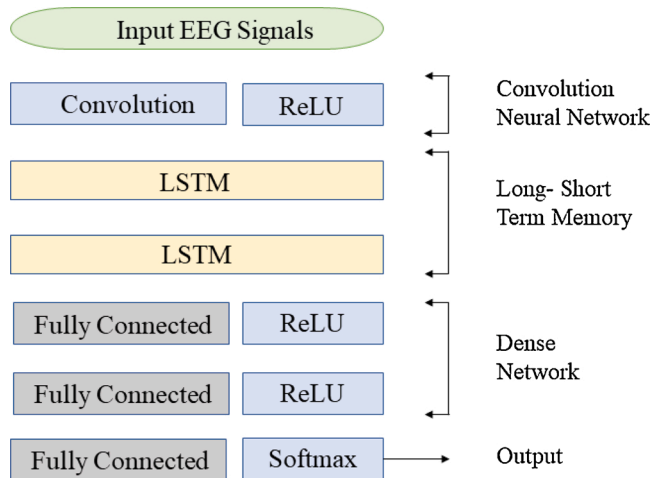 Input EEG Signals
Convolution
ReLU
Convolution
Neural Network
LSTM
LSTM
Long- Short
Term Memory
Fully Connected
ReLU
Fully Connected
ReLU
Dense
Network
Fully Connected
Softmax
Output